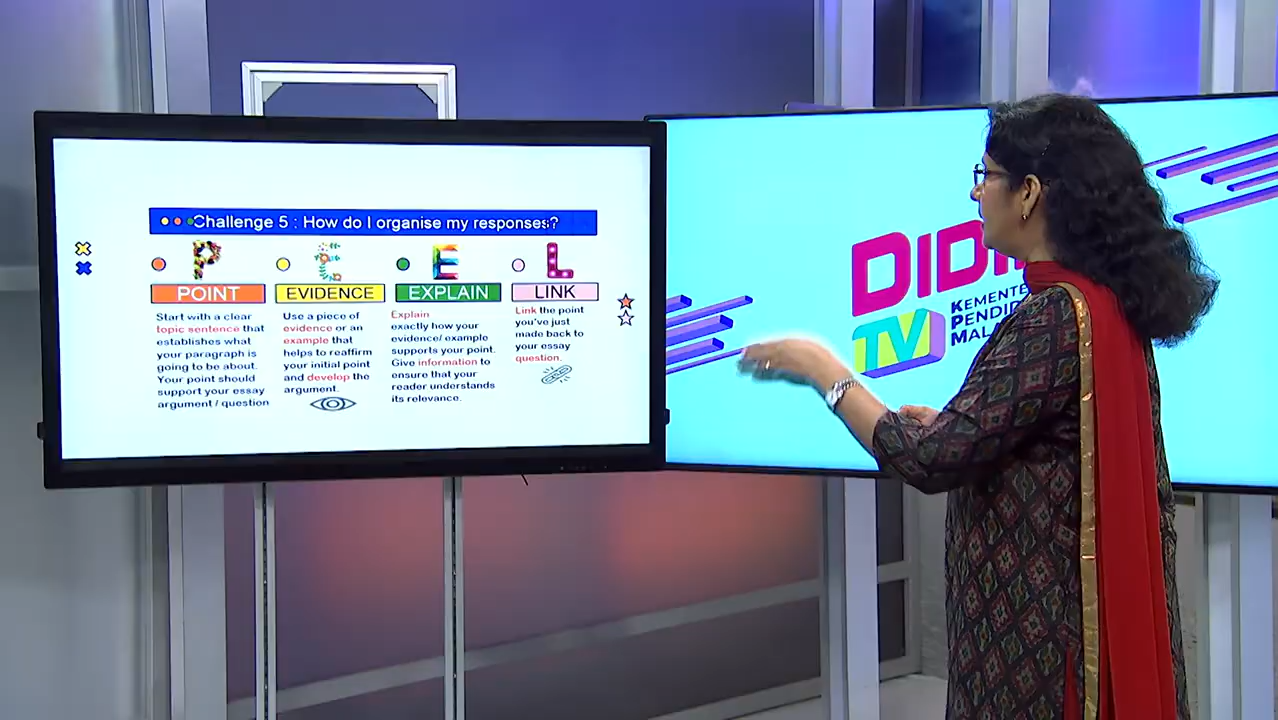 Challenge 5 : How do I organise my responses?
P E E L
POINT
Start with a clear
topic sentence that
establishes what
your paragraph is
going to be about.
Your point should
support your essay
argument / question
EVIDENCE
Use a piece of
evidence or an
example that
helps to reaffirm
your initial point
and develop the
argument.
EXPLAIN
Explain
exactly how your
evidence/ example
supports your point.
Give information to
ensure that your
reader understands
its relevance.
LINK
Link the point
you've just
made back to
your essay
question.
TV